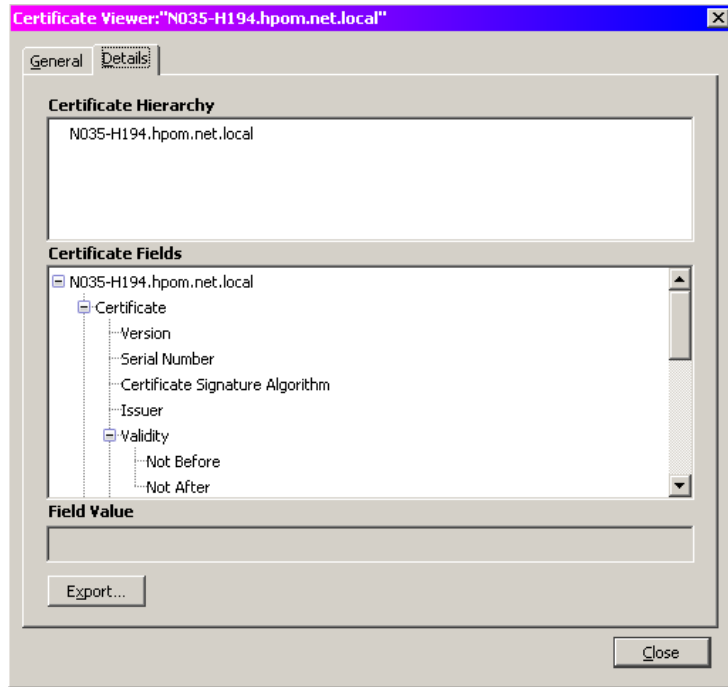 Certificate Viewer:"N035-H194.hpom.net.local"
General Details
Certificate Hierarchy
N035-H194.hpom.net.local
Certificate Fields
N035-H194.hpom.net.local
Certificate
Version
Serial Number
Certificate Signature Algorithm
Issuer
Validity
Not Before
Not After
Field Value
Export...
Close